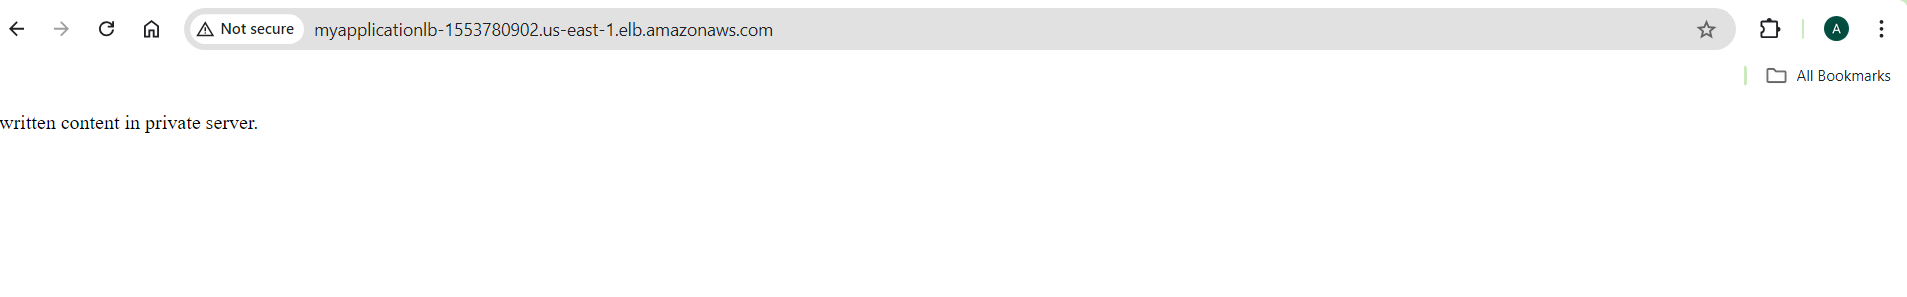 Not secure myapplicationlb-1553780902.us-east-1.elb.amazonaws.com A
All Bookmarks
written content in private server.